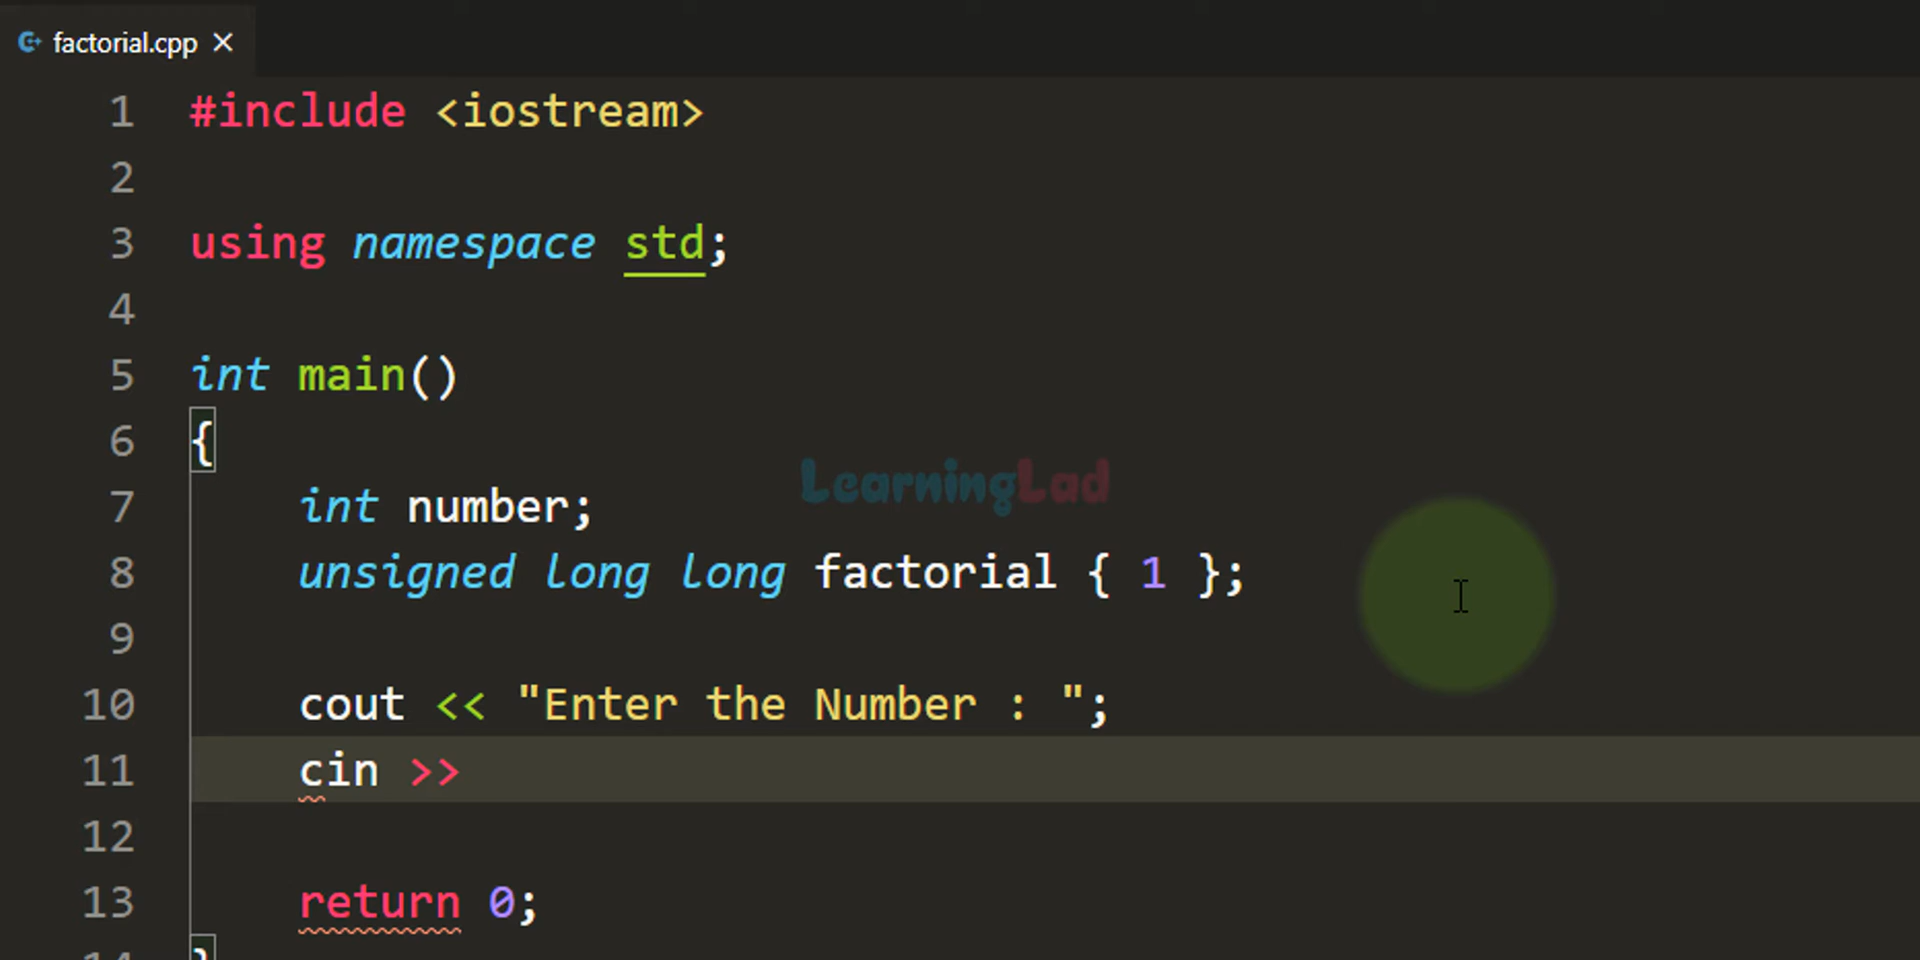 factorial.cpp
1 #include <iostream>
2
3 using namespace std;
4
5 int main()
6 {
7 int number;
LearningLad
8 unsigned long long factorial { 1 };
9
10 cout << "Enter the Number : ";
11 cin >>
12
13 return 0;
14 }